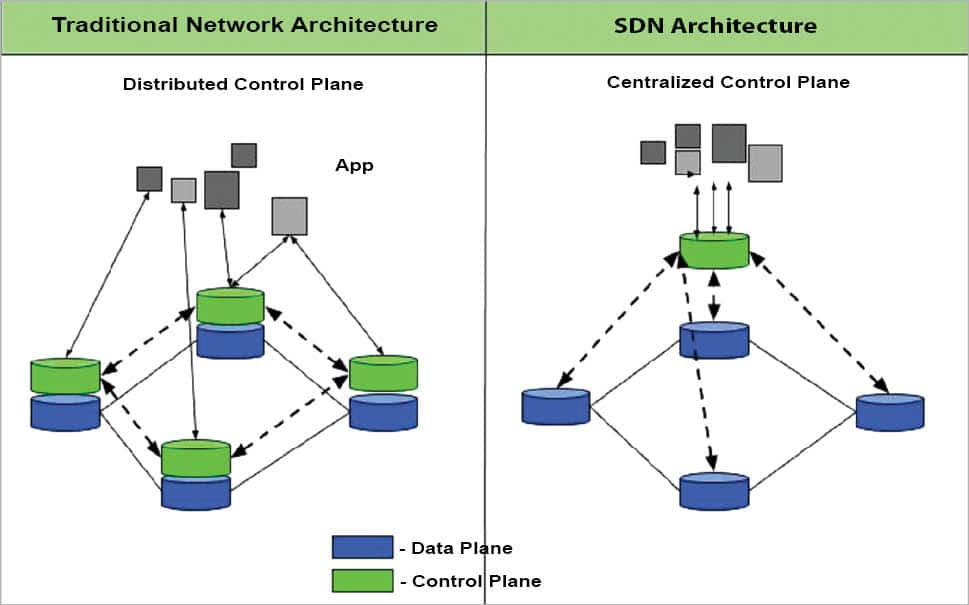 Traditional Network Architecture
SDN Architecture
Distributed Control Plane
Centralized Control Plane
App
- Data Plane
- Control Plane